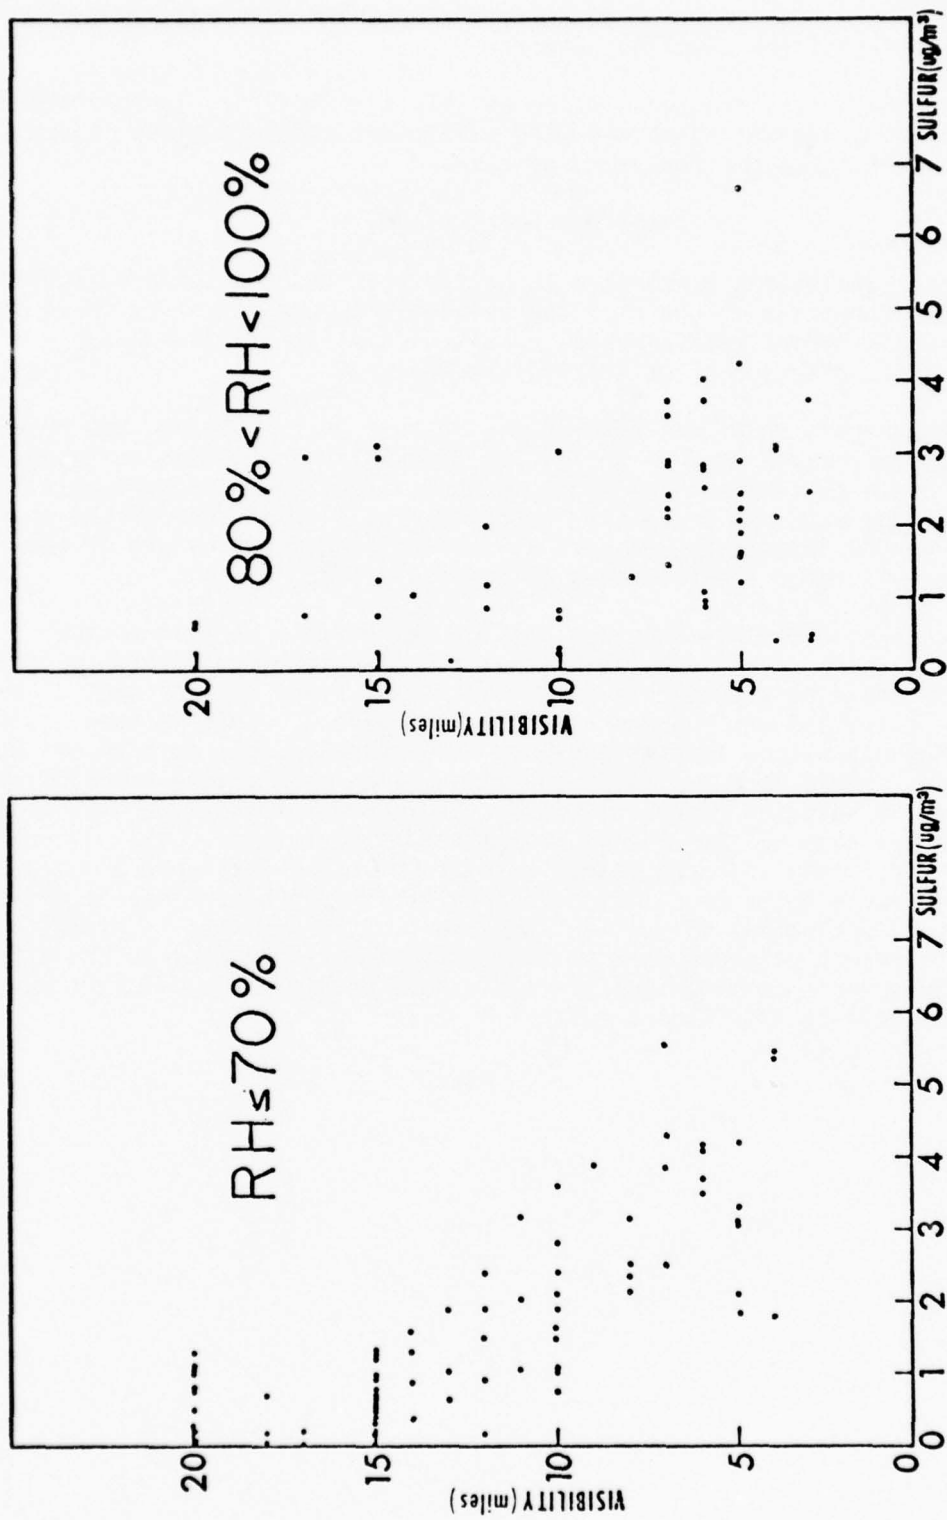 RH≤70%
VISIBILITY (miles)
20
15
10
5
0
0 1 2 3 4 5 6 7 SULFUR (ug/m³)
80%<RH<100%
VISIBILITY (miles)
20
15
10
5
0
0 1 2 3 4 5 6 7 SULFUR (ug/m³)